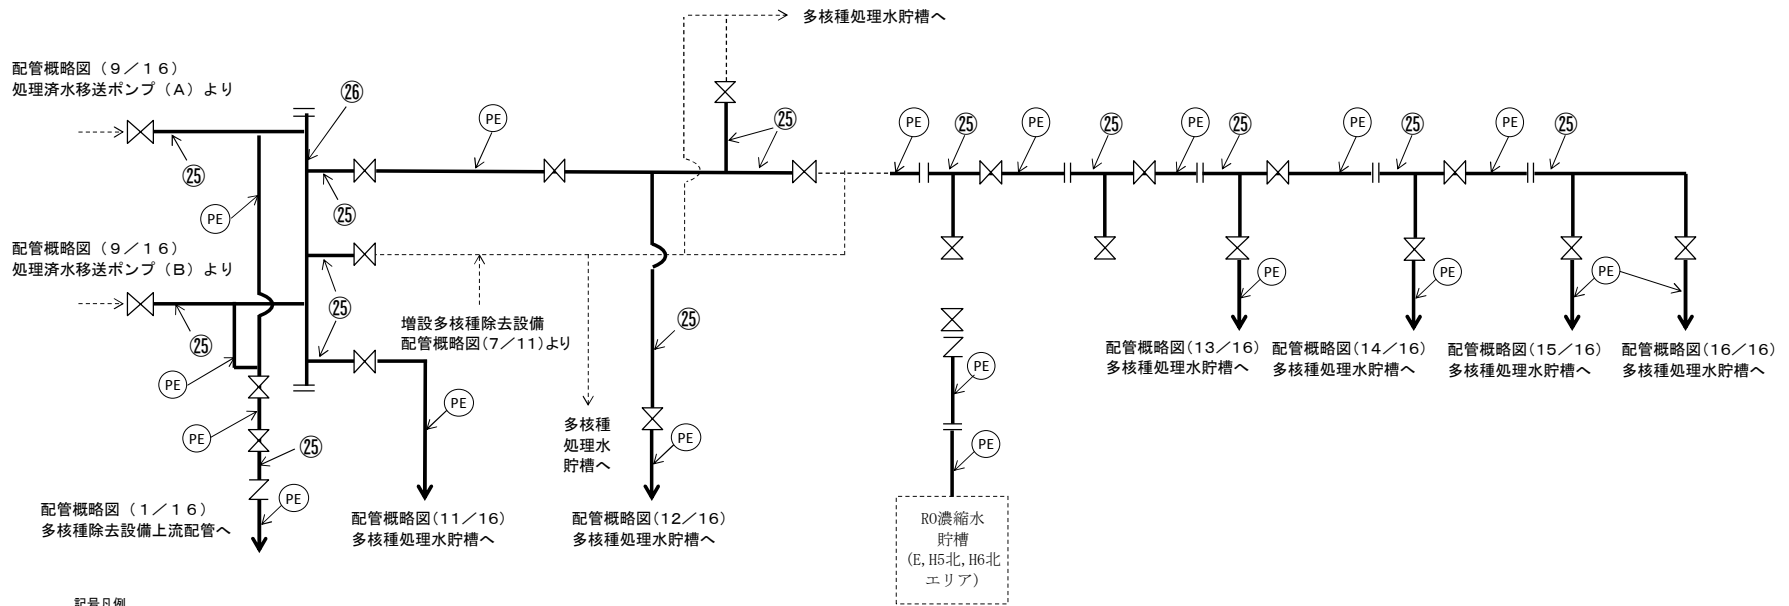 多核種処理水貯槽へ
配管概略図（９／１６）
処理済水移送ポンプ（Ａ）より
㉖
PE
㉕
PE
㉕
PE
㉕
PE
㉕
PE
㉕
PE
㉕
㉕
PE
㉕
配管概略図（９／１６）
処理済水移送ポンプ（Ｂ）より
PE
PE
PE
㉕
㉕
㉕
増設多核種除去設備
配管概略図(7／11)より
配管概略図(13／16)
多核種処理水貯槽へ
配管概略図(14／16)
多核種処理水貯槽へ
配管概略図(15／16)
多核種処理水貯槽へ
配管概略図(16／16)
多核種処理水貯槽へ
PE
PE
PE
PE
多核種
処理水
貯槽へ
PE
PE
㉕
PE
配管概略図（１／１６）
多核種除去設備上流配管へ
配管概略図(11／16)
多核種処理水貯槽へ
配管概略図(12／16)
多核種処理水貯槽へ
RO濃縮水
貯槽
(E,H5北,H6北
エリア)
記号凡例